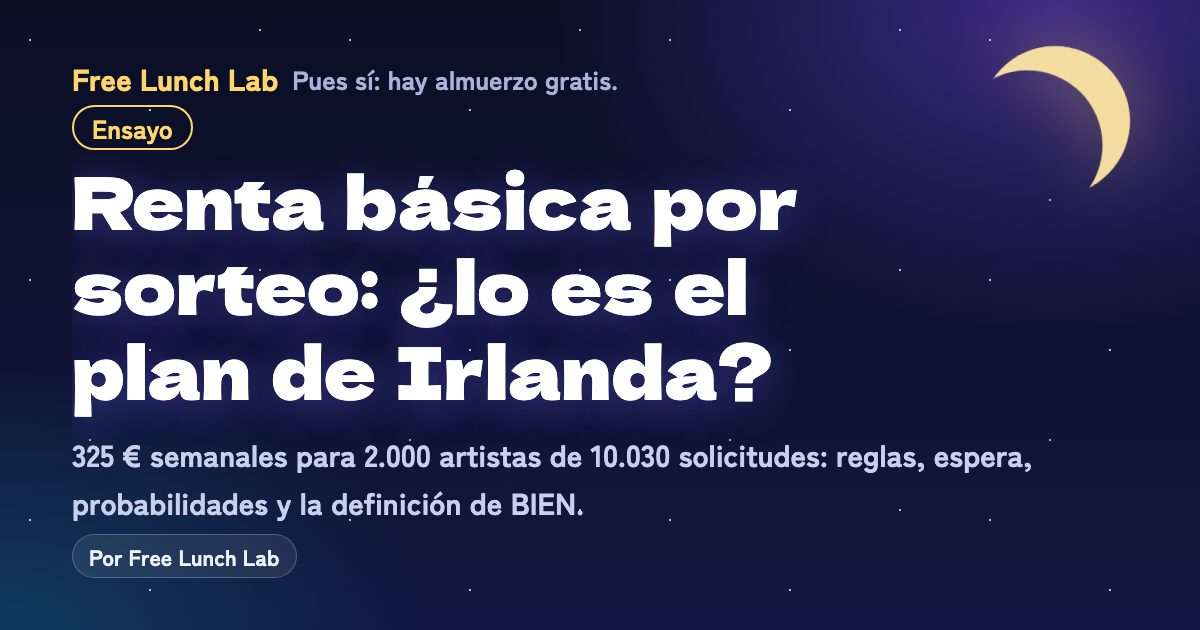 Free Lunch Lab Pues sí: hay almuerzo gratis.
Ensayo
Renta básica por
sorteo: ¿lo es el
plan de Irlanda?
325 € semanales para 2.000 artistas de 10.030 solicitudes: reglas, espera,
probabilidades y la definición de BIEN.
Por Free Lunch Lab